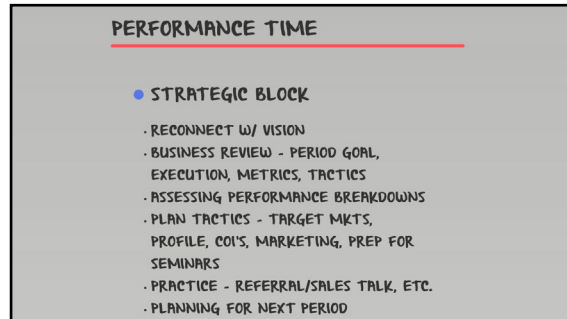 PERFORMANCE TIME
STRATEGIC BLOCK
· RECONNECT W/ VISION
· BUSINESS REVIEW - PERIOD GOAL,
EXECUTION, METRICS, TACTICS
· ASSESSING PERFORMANCE BREAKDOWNS
· PLAN TACTICS - TARGET MKTS,
PROFILE, COI'S, MARKETING, PREP FOR
SEMINARS
· PRACTICE - REFERRAL/SALES TALK, ETC.
· PLANNING FOR NEXT PERIOD